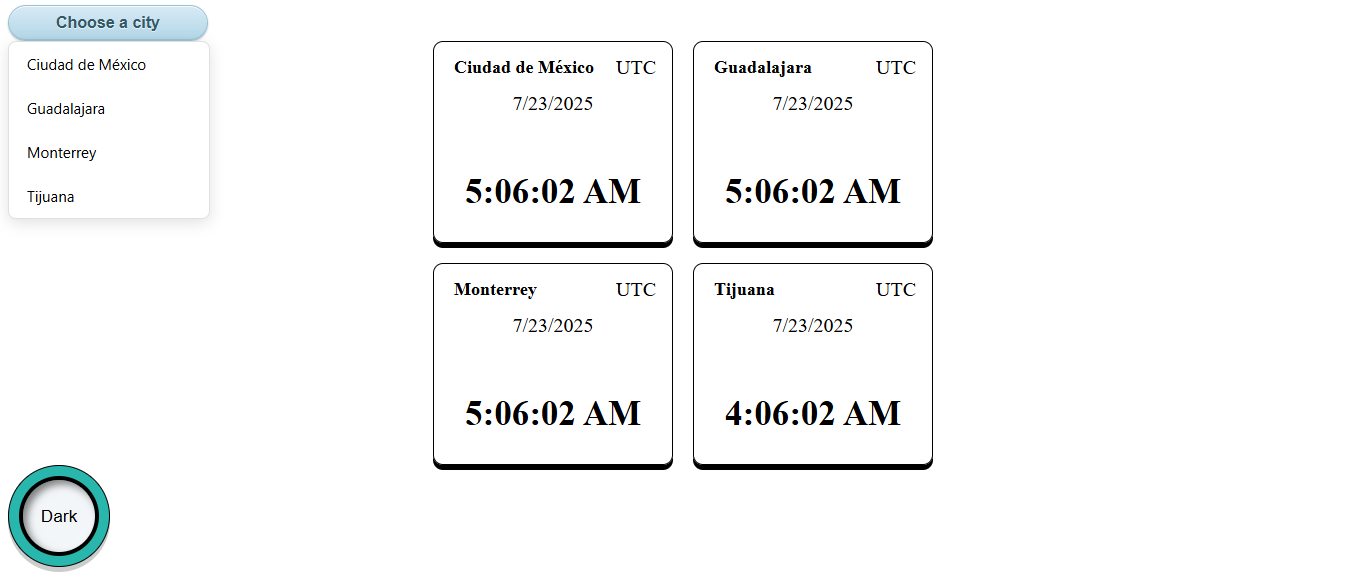 Choose a city
Ciudad de México
Guadalajara
Monterrey
Tijuana
Ciudad de México UTC
7/23/2025
5:06:02 AM
Guadalajara UTC
7/23/2025
5:06:02 AM
Monterrey UTC
7/23/2025
5:06:02 AM
Tijuana UTC
7/23/2025
4:06:02 AM
Dark